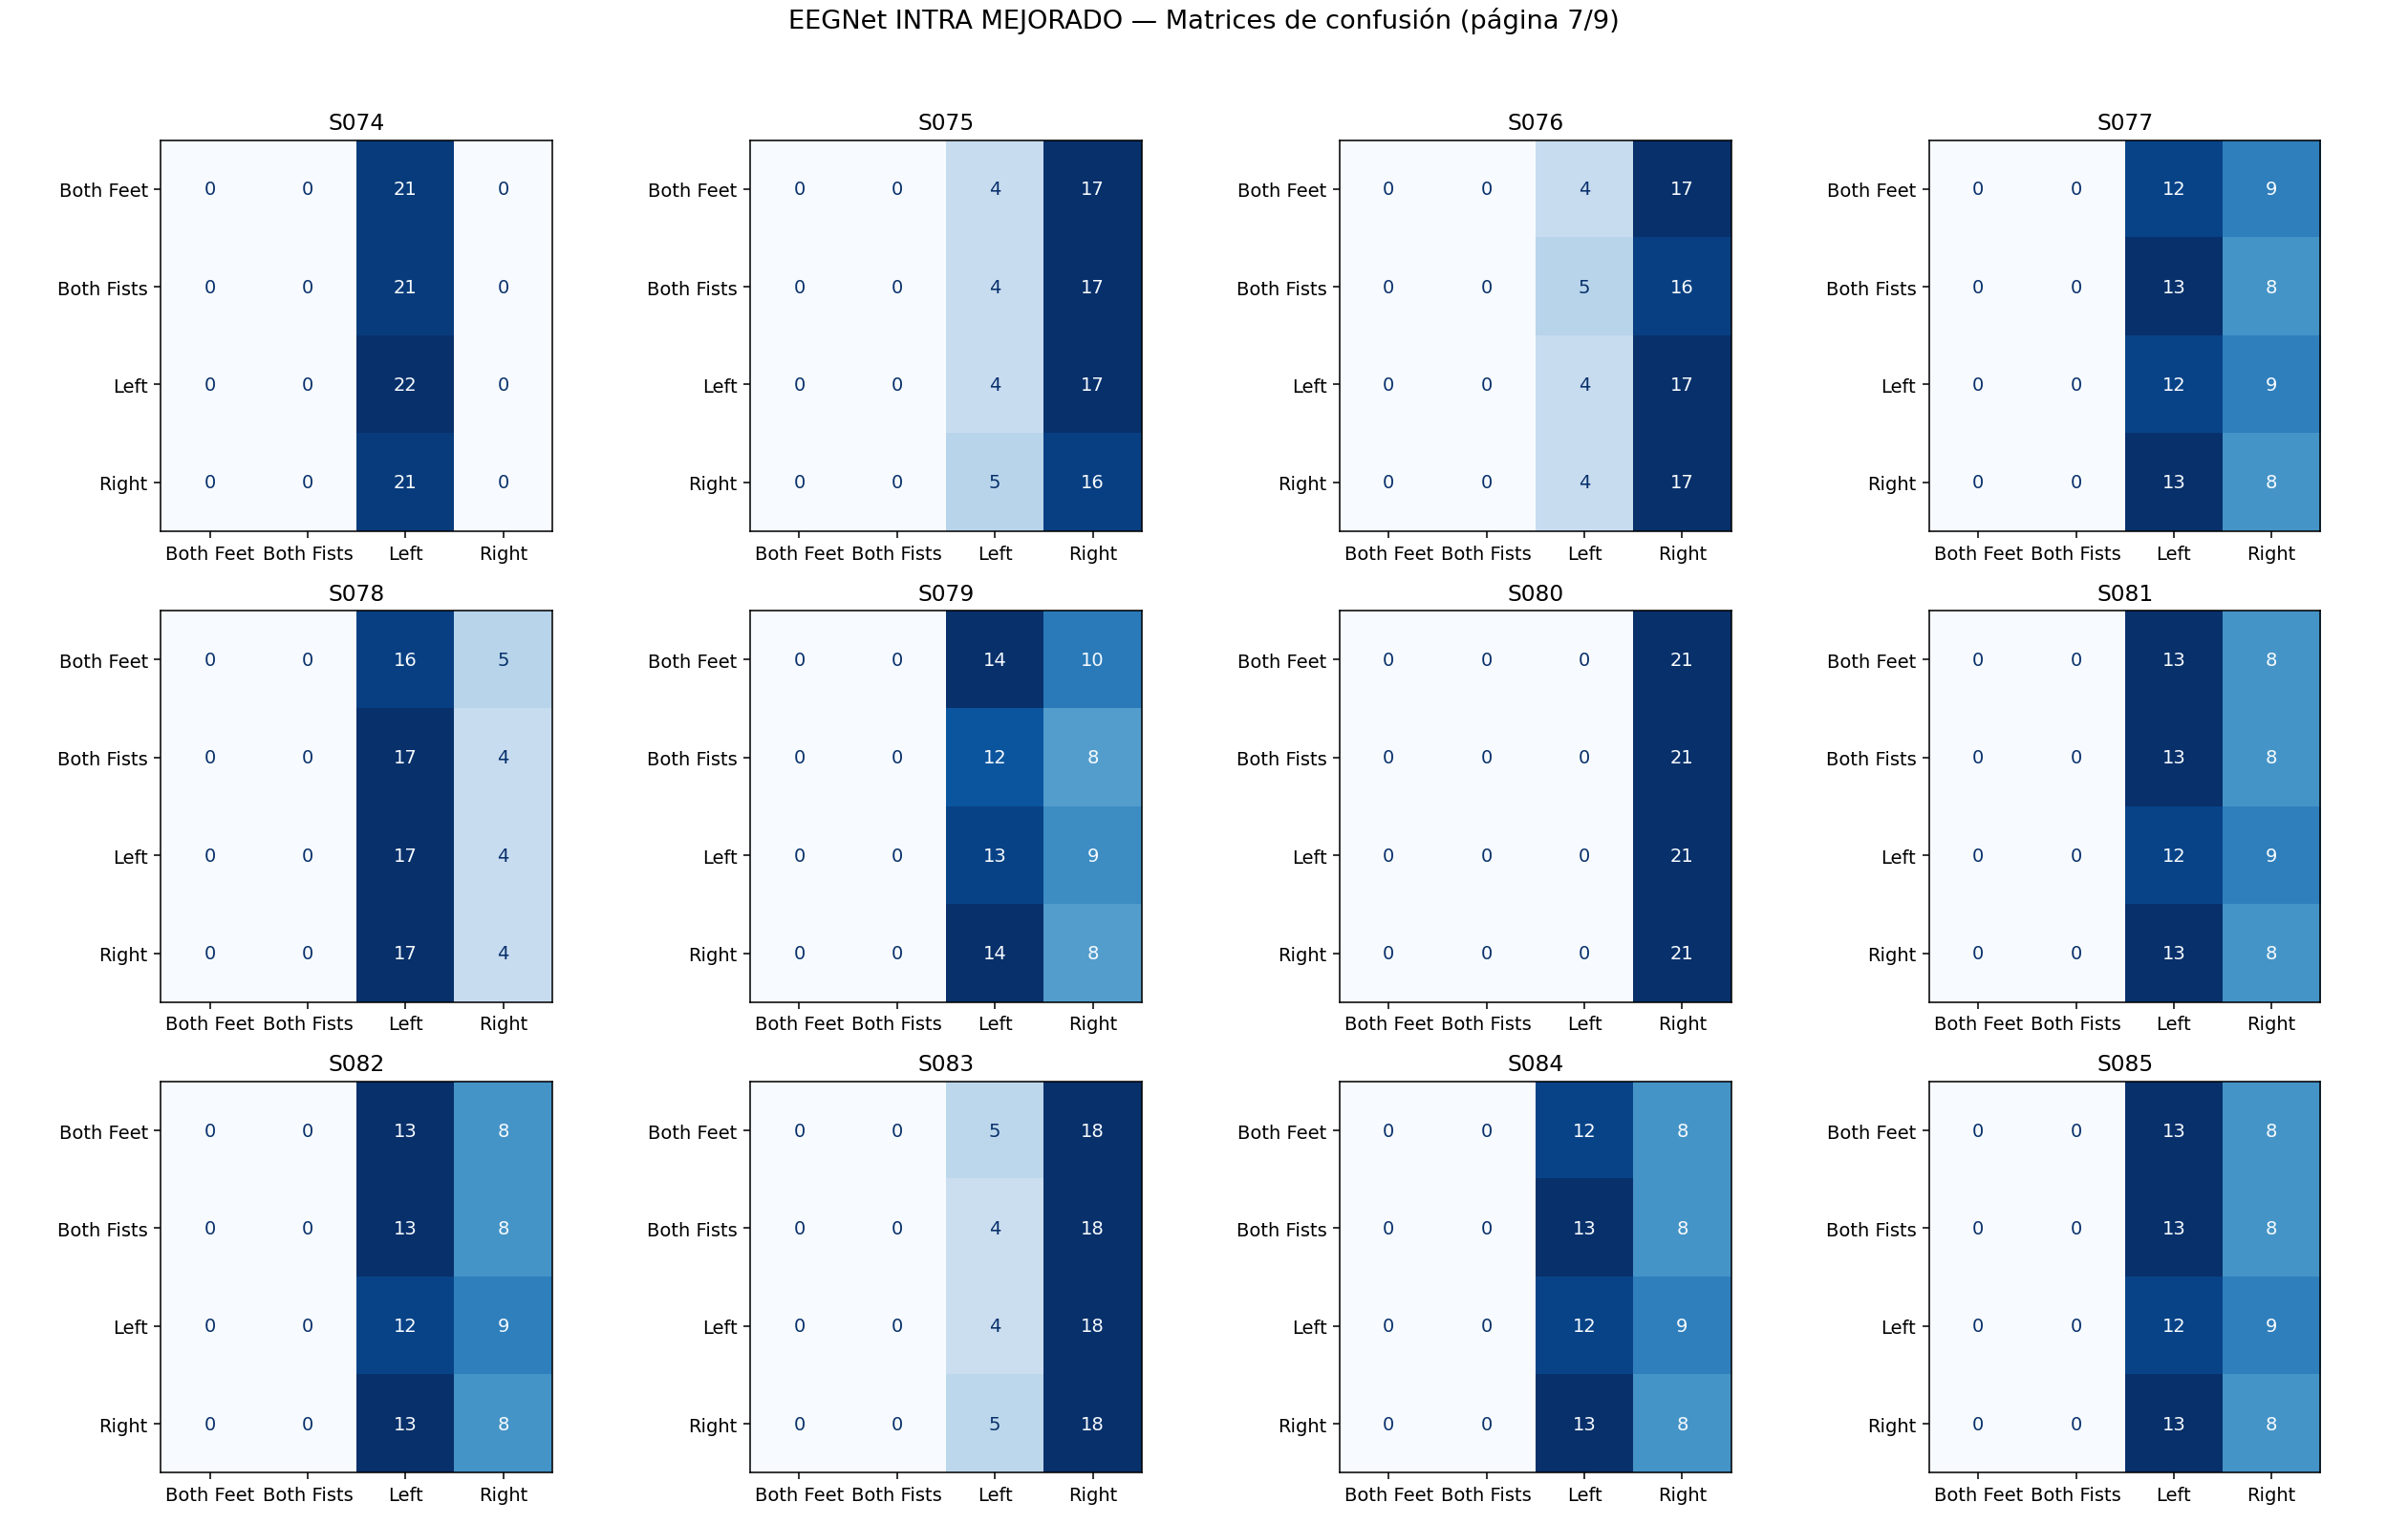 EEGNet INTRA MEJORADO — Matrices de confusión (página 7/9)
S074 S075 S076 S077
Both Feet 0 0 21 0 Both Feet 0 0 4 17 Both Feet 0 0 4 17 Both Feet 0 0 12 9
Both Fists 0 0 21 0 Both Fists 0 0 4 17 Both Fists 0 0 5 16 Both Fists 0 0 13 8
Left 0 0 22 0 Left 0 0 4 17 Left 0 0 4 17 Left 0 0 12 9
Right 0 0 21 0 Right 0 0 5 16 Right 0 0 4 17 Right 0 0 13 8
Both Feet Both Fists Left Right Both Feet Both Fists Left Right Both Feet Both Fists Left Right Both Feet Both Fists Left Right
S078 S079 S080 S081
Both Feet 0 0 16 5 Both Feet 0 0 14 10 Both Feet 0 0 0 21 Both Feet 0 0 13 8
Both Fists 0 0 17 4 Both Fists 0 0 12 8 Both Fists 0 0 0 21 Both Fists 0 0 13 8
Left 0 0 17 4 Left 0 0 13 9 Left 0 0 0 21 Left 0 0 12 9
Right 0 0 17 4 Right 0 0 14 8 Right 0 0 0 21 Right 0 0 13 8
Both Feet Both Fists Left Right Both Feet Both Fists Left Right Both Feet Both Fists Left Right Both Feet Both Fists Left Right
S082 S083 S084 S085
Both Feet 0 0 13 8 Both Feet 0 0 5 18 Both Feet 0 0 12 8 Both Feet 0 0 13 8
Both Fists 0 0 13 8 Both Fists 0 0 4 18 Both Fists 0 0 13 8 Both Fists 0 0 13 8
Left 0 0 12 9 Left 0 0 4 18 Left 0 0 12 9 Left 0 0 12 9
Right 0 0 13 8 Right 0 0 5 18 Right 0 0 13 8 Right 0 0 13 8
Both Feet Both Fists Left Right Both Feet Both Fists Left Right Both Feet Both Fists Left Right Both Feet Both Fists Left Right